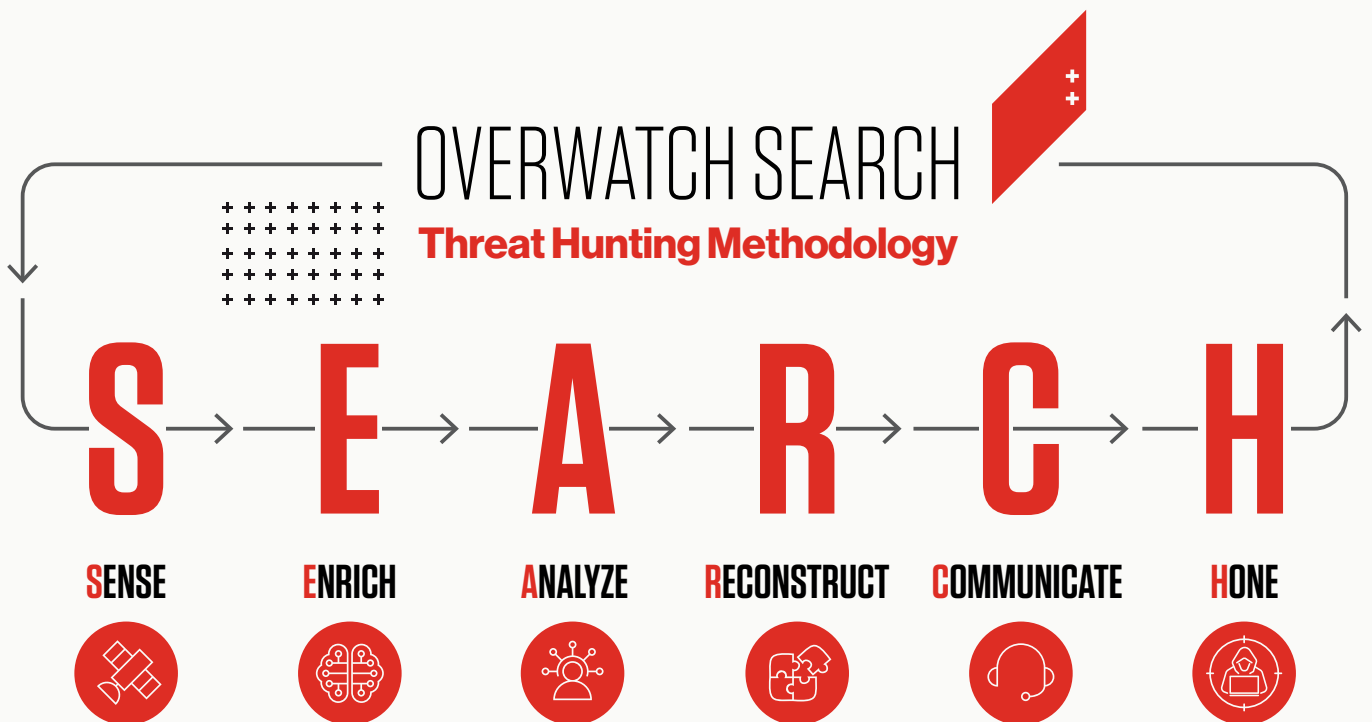 OVERWATCH SEARCH
Threat Hunting Methodology
S E A R C H
SENSE ENRICH ANALYZE RECONSTRUCT COMMUNICATE HONE